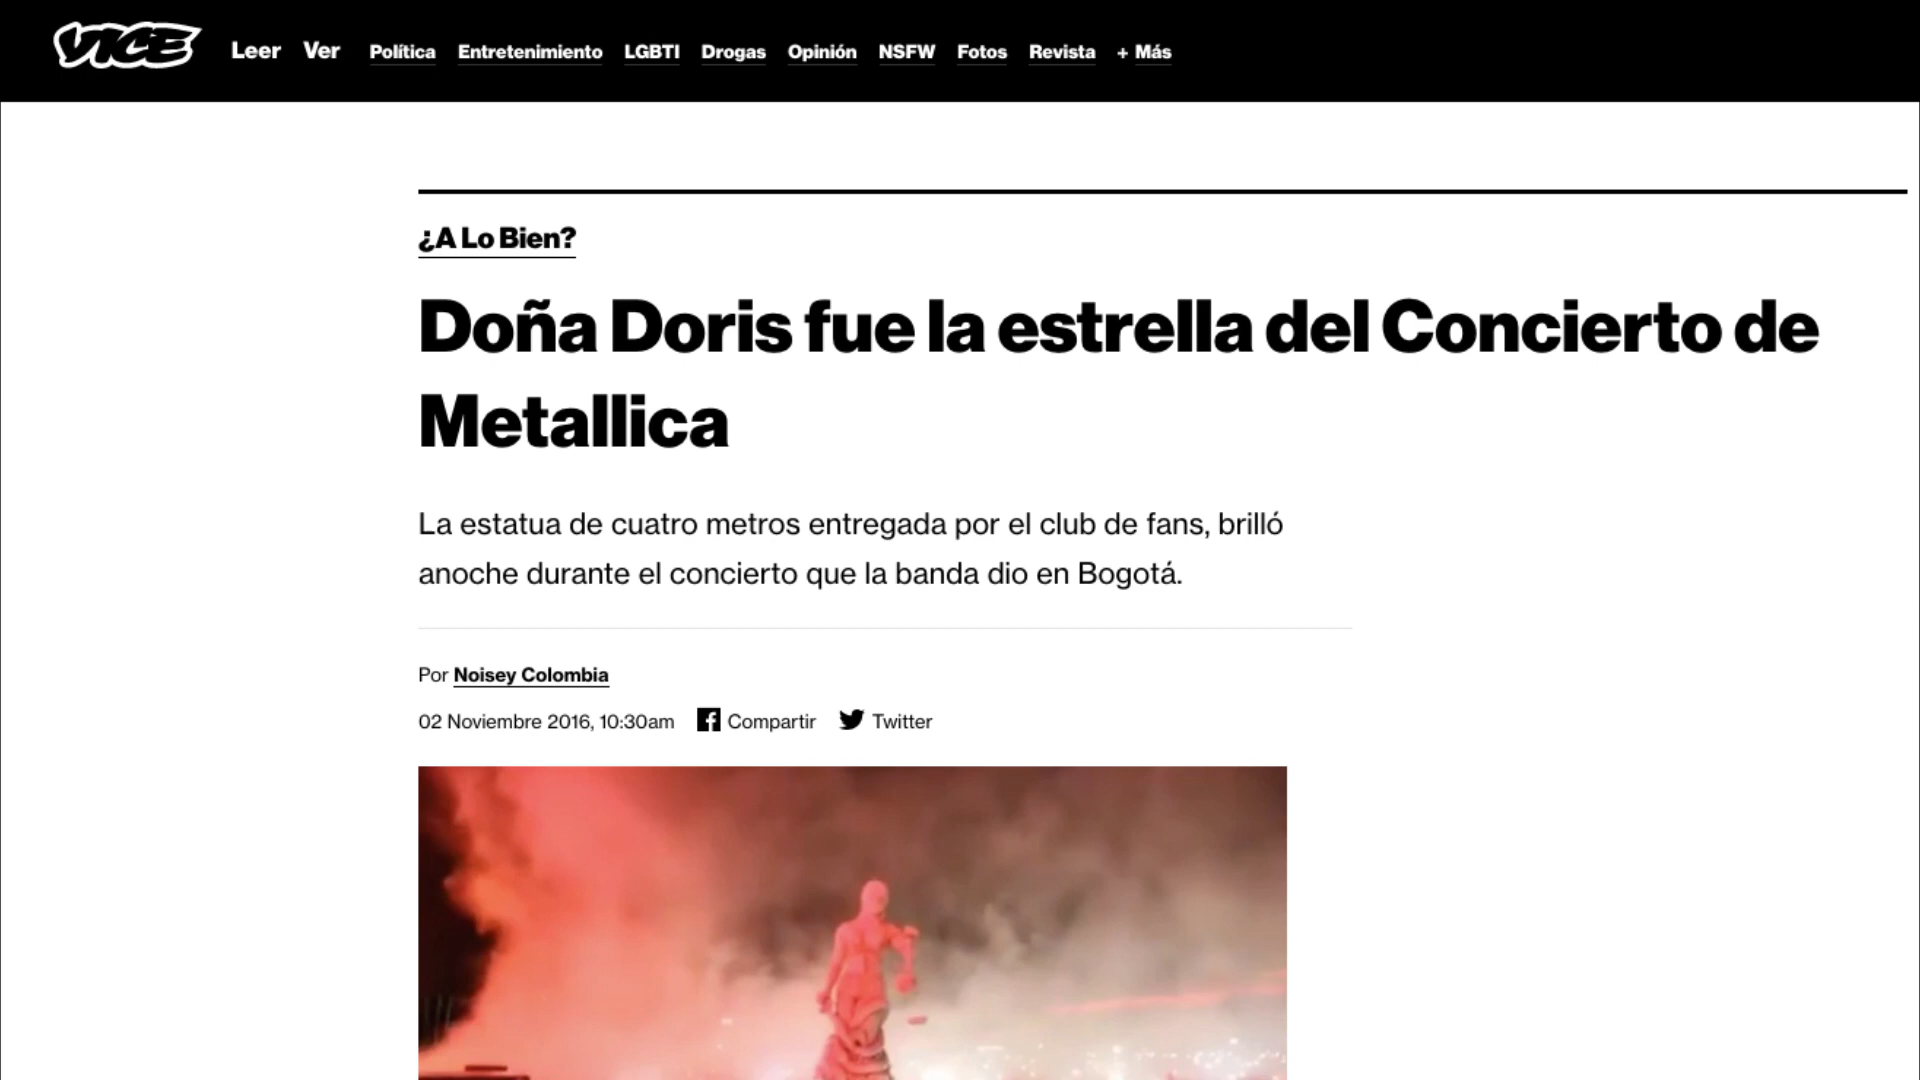 VICE Leer Ver Política Entretenimiento LGBTI Drogas Opinión NSFW Fotos Revista + Más
¿A Lo Bien?
Doña Doris fue la estrella del Concierto de
Metallica
La estatua de cuatro metros entregada por el club de fans, brilló
anoche durante el concierto que la banda dio en Bogotá.
Por Noisey Colombia
02 Noviembre 2016, 10:30am Compartir Twitter